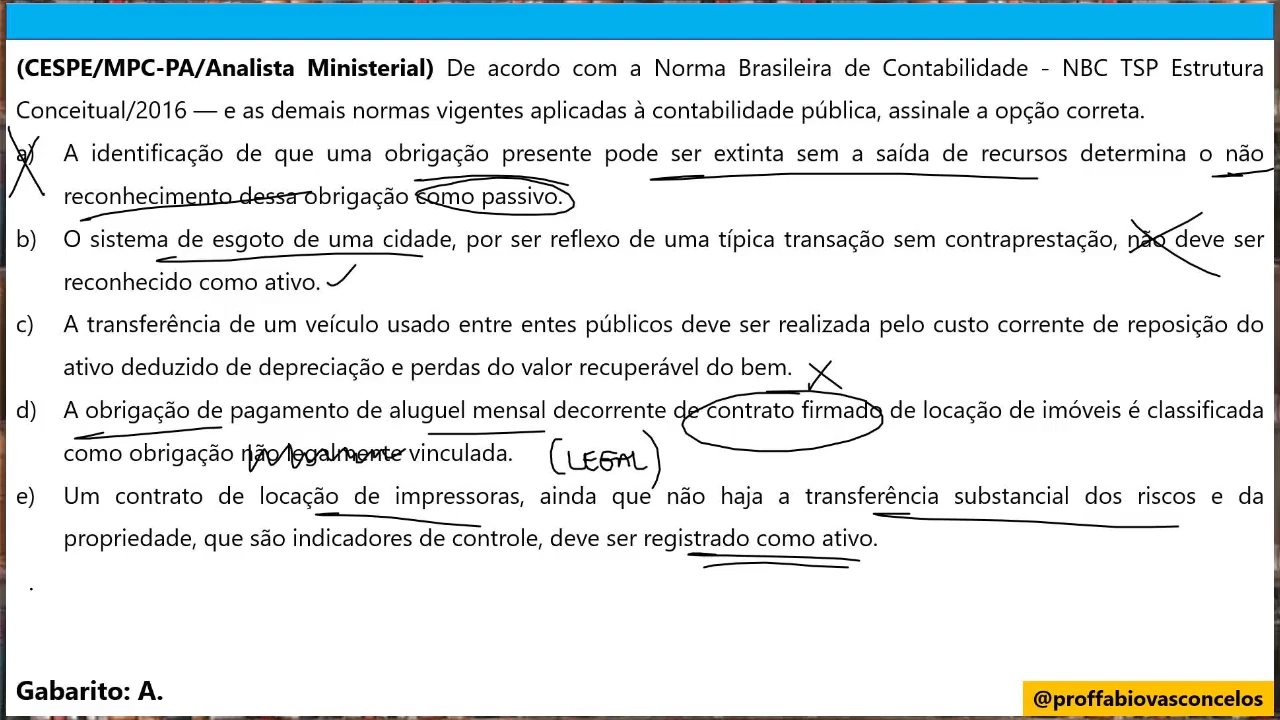 (CESPE/MPC-PA/Analista Ministerial) De acordo com a Norma Brasileira de Contabilidade - NBC TSP Estrutura
Conceitual/2016 — e as demais normas vigentes aplicadas à contabilidade pública, assinale a opção correta.
a) A identificação de que uma obrigação presente pode ser extinta sem a saída de recursos determina o não
reconhecimento dessa obrigação como passivo.
b) O sistema de esgoto de uma cidade, por ser reflexo de uma típica transação sem contraprestação, não deve ser
reconhecido como ativo.
c) A transferência de um veículo usado entre entes públicos deve ser realizada pelo custo corrente de reposição do
ativo deduzido de depreciação e perdas do valor recuperável do bem.
d) A obrigação de pagamento de aluguel mensal decorrente de contrato firmado de locação de imóveis é classificada
como obrigação não legalmente vinculada. (LEGAL)
e) Um contrato de locação de impressoras, ainda que não haja a transferência substancial dos riscos e da
propriedade, que são indicadores de controle, deve ser registrado como ativo.
.
Gabarito: A.
@proffabiovasconcelos